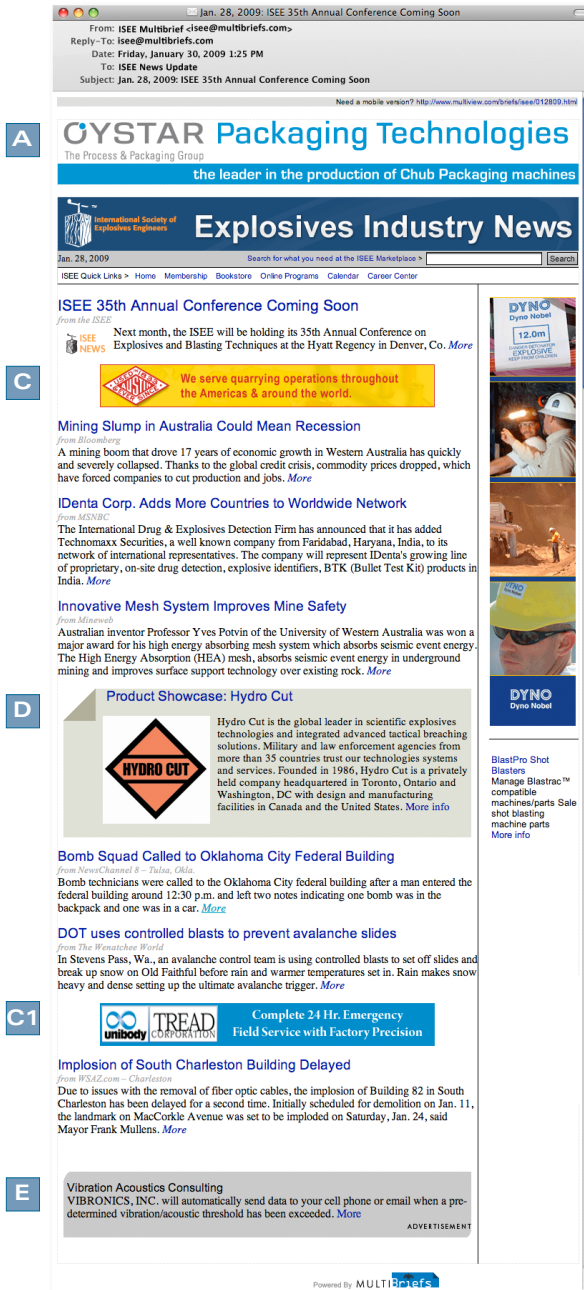 Jan. 28, 2009: ISEE 35th Annual Conference Coming Soon
From: ISEE Multibrief <isee@multibriefs.com>
Reply-To: isee@multibriefs.com
Date: Friday, January 30, 2009 1:25 PM
To: ISEE News Update
Subject: Jan. 28, 2009: ISEE 35th Annual Conference Coming Soon
Need a mobile version? http://www.multiview.com/briefs/isee/012809.html
A
OYSTAR Packaging Technologies
The Process & Packaging Group
the leader in the production of Chub Packaging machines
International Society of
Explosives Engineers
Explosives Industry News
Jan. 28, 2009
Search for what you need at the ISEE Marketplace >
Search
ISEE Quick Links > Home Membership Bookstore Online Programs Calendar Career Center
ISEE 35th Annual Conference Coming Soon
from the ISEE
ISEE
NEWS
Next month, the ISEE will be holding its 35th Annual Conference on
Explosives and Blasting Techniques at the Hyatt Regency in Denver, Co. More
C
USED 1833
AUSTIN
EVER SINCE
We serve quarrying operations throughout
the Americas & around the world.
Mining Slump in Australia Could Mean Recession
from Bloomberg
A mining boom that drove 17 years of economic growth in Western Australia has quickly
and severely collapsed. Thanks to the global credit crisis, commodity prices dropped, which
have forced companies to cut production and jobs. More
IDenta Corp. Adds More Countries to Worldwide Network
from MSNBC
The International Drug & Explosives Detection Firm has announced that it has added
Technomaxx Securities, a well known company from Faridabad, Haryana, India, to its
network of international representatives. The company will represent IDenta's growing line
of proprietary, on-site drug detection, explosive identifiers, BTK (Bullet Test Kit) products in
India. More
Innovative Mesh System Improves Mine Safety
from Mineweb
Australian inventor Professor Yves Potvin of the University of Western Australia was won a
major award for his high energy absorbing mesh system which absorbs seismic event energy.
The High Energy Absorption (HEA) mesh, absorbs seismic event energy in underground
mining and improves surface support technology over existing rock. More
D
Product Showcase: Hydro Cut
HYDRO CUT
Hydro Cut is the global leader in scientific explosives
technologies and integrated advanced tactical breaching
solutions. Military and law enforcement agencies from
more than 35 countries trust our technologies systems
and services. Founded in 1986, Hydro Cut is a privately
held company headquartered in Toronto, Ontario and
Washington, DC with design and manufacturing
facilities in Canada and the United States. More info
Bomb Squad Called to Oklahoma City Federal Building
from NewsChannel 8 – Tulsa, Okla.
Bomb technicians were called to the Oklahoma City federal building after a man entered the
federal building around 12:30 p.m. and left two notes indicating one bomb was in the
backpack and one was in a car. More
DOT uses controlled blasts to prevent avalanche slides
from The Wenatchee World
In Stevens Pass, Wa., an avalanche control team is using controlled blasts to set off slides and
break up snow on Old Faithful before rain and warmer temperatures set in. Rain makes snow
heavy and dense setting up the ultimate avalanche trigger. More
C1
unibody
TREAD
CORPORATION
Complete 24 Hr. Emergency
Field Service with Factory Precision
Implosion of South Charleston Building Delayed
from WSAZ.com – Charleston
Due to issues with the removal of fiber optic cables, the implosion of Building 82 in South
Charleston has been delayed for a second time. Initially scheduled for demolition on Jan. 11,
the landmark on MacCorkle Avenue was set to be imploded on Saturday, Jan. 24, said
Mayor Frank Mullens. More
E
Vibration Acoustics Consulting
VIBRONICS, INC. will automatically send data to your cell phone or email when a pre-
determined vibration/acoustic threshold has been exceeded. More
ADVERTISEMENT
DYNO
Dyno Nobel
12.0m
DANGER DETONATOR
EXPLOSIVE
KEEP FROM CHILDREN
DYNO
DYNO
Dyno Nobel
BlastPro Shot
Blasters
Manage Blastrac™
compatible
machines/parts Sale
shot blasting
machine parts
More info
Powered By MULTIBriefs